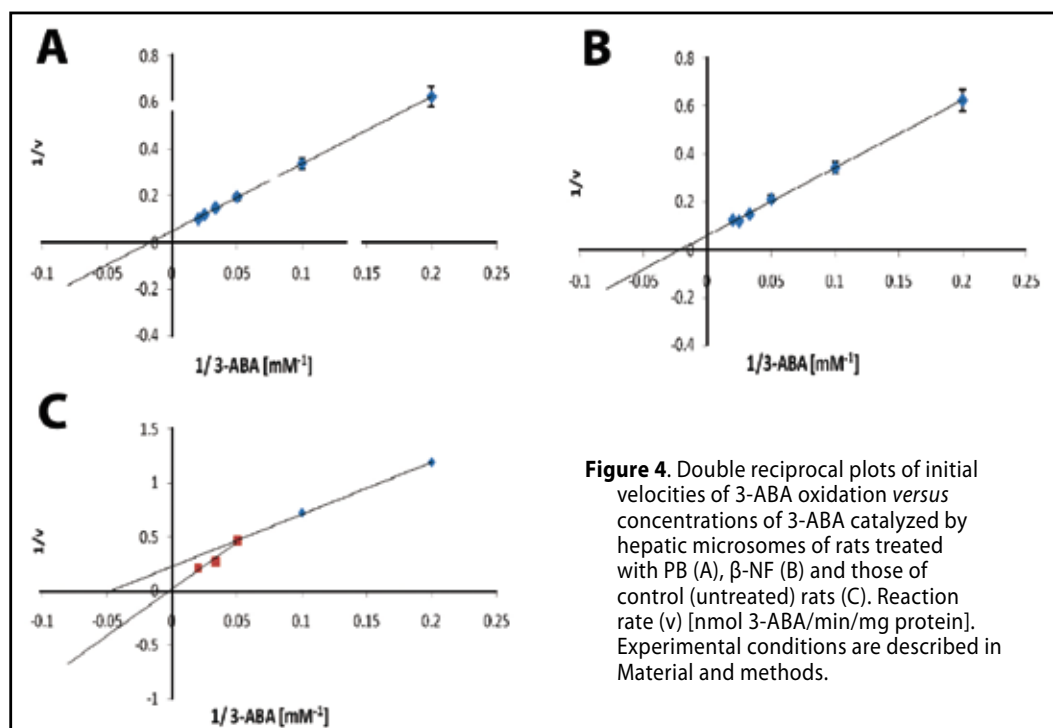 A
0.8
0.6
0.4
0.2
0
-0.2
-0.4
-0.1
-0.05
0
0.05
0.1
0.15
0.2
0.25
1/v
1/ 3-ABA [mM⁻¹]
B
0.8
0.6
0.4
0.2
0
-0.2
-0.4
-0.1
-0.05
0
0.05
0.1
0.15
0.2
0.25
1/v
1/3-ABA [mM⁻¹]
C
1.5
1
0.5
0
-0.5
-1
-0.1
-0.05
0
0.05
0.1
0.15
0.2
0.25
1/v
1/ 3-ABA [mM⁻¹]
Figure 4. Double reciprocal plots of initial
velocities of 3-ABA oxidation versus
concentrations of 3-ABA catalyzed by
hepatic microsomes of rats treated
with PB (A), β-NF (B) and those of
control (untreated) rats (C). Reaction
rate (v) [nmol 3-ABA/min/mg protein].
Experimental conditions are described in
Material and methods.